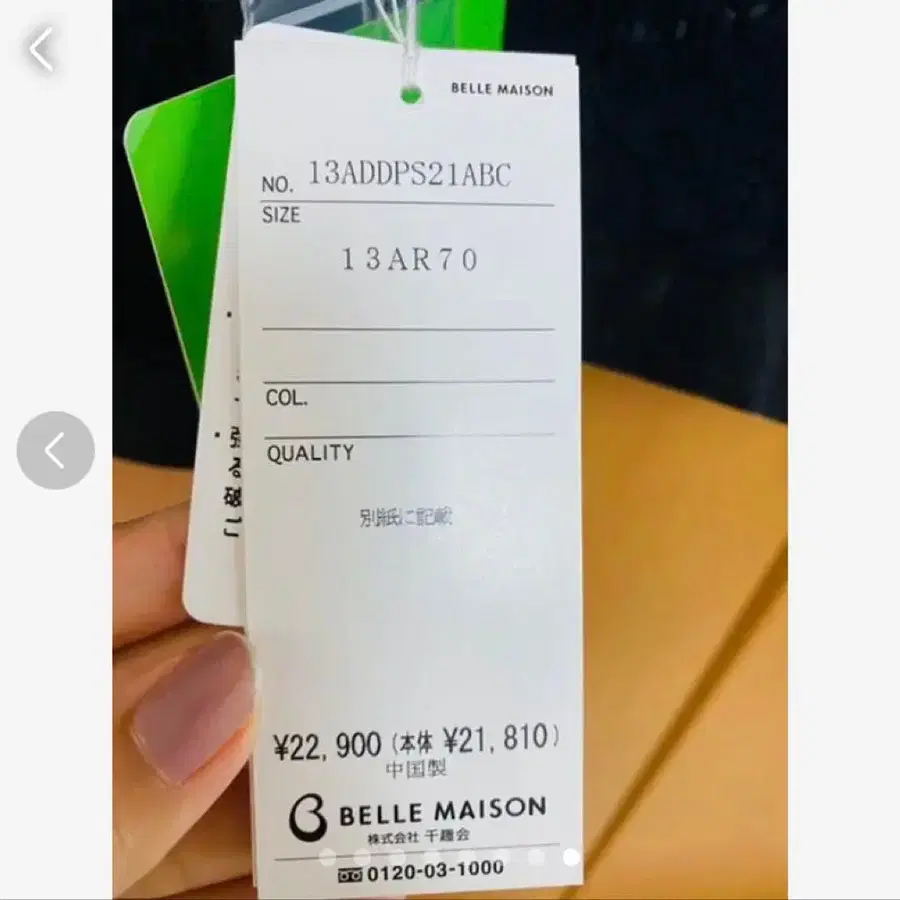 BELLE MAISON
NO. 13ADDPS21ABC
SIZE
13AR70
COL.
QUALITY
別紙に記載
¥22,900(本体 ¥21,810)
中国製
BELLE MAISON
株式会社 千趣会
0120-03-1000